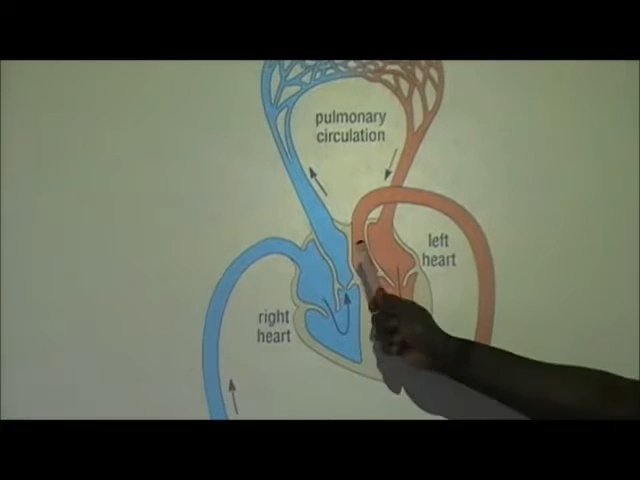 pulmonary
circulation
left
heart
right
heart